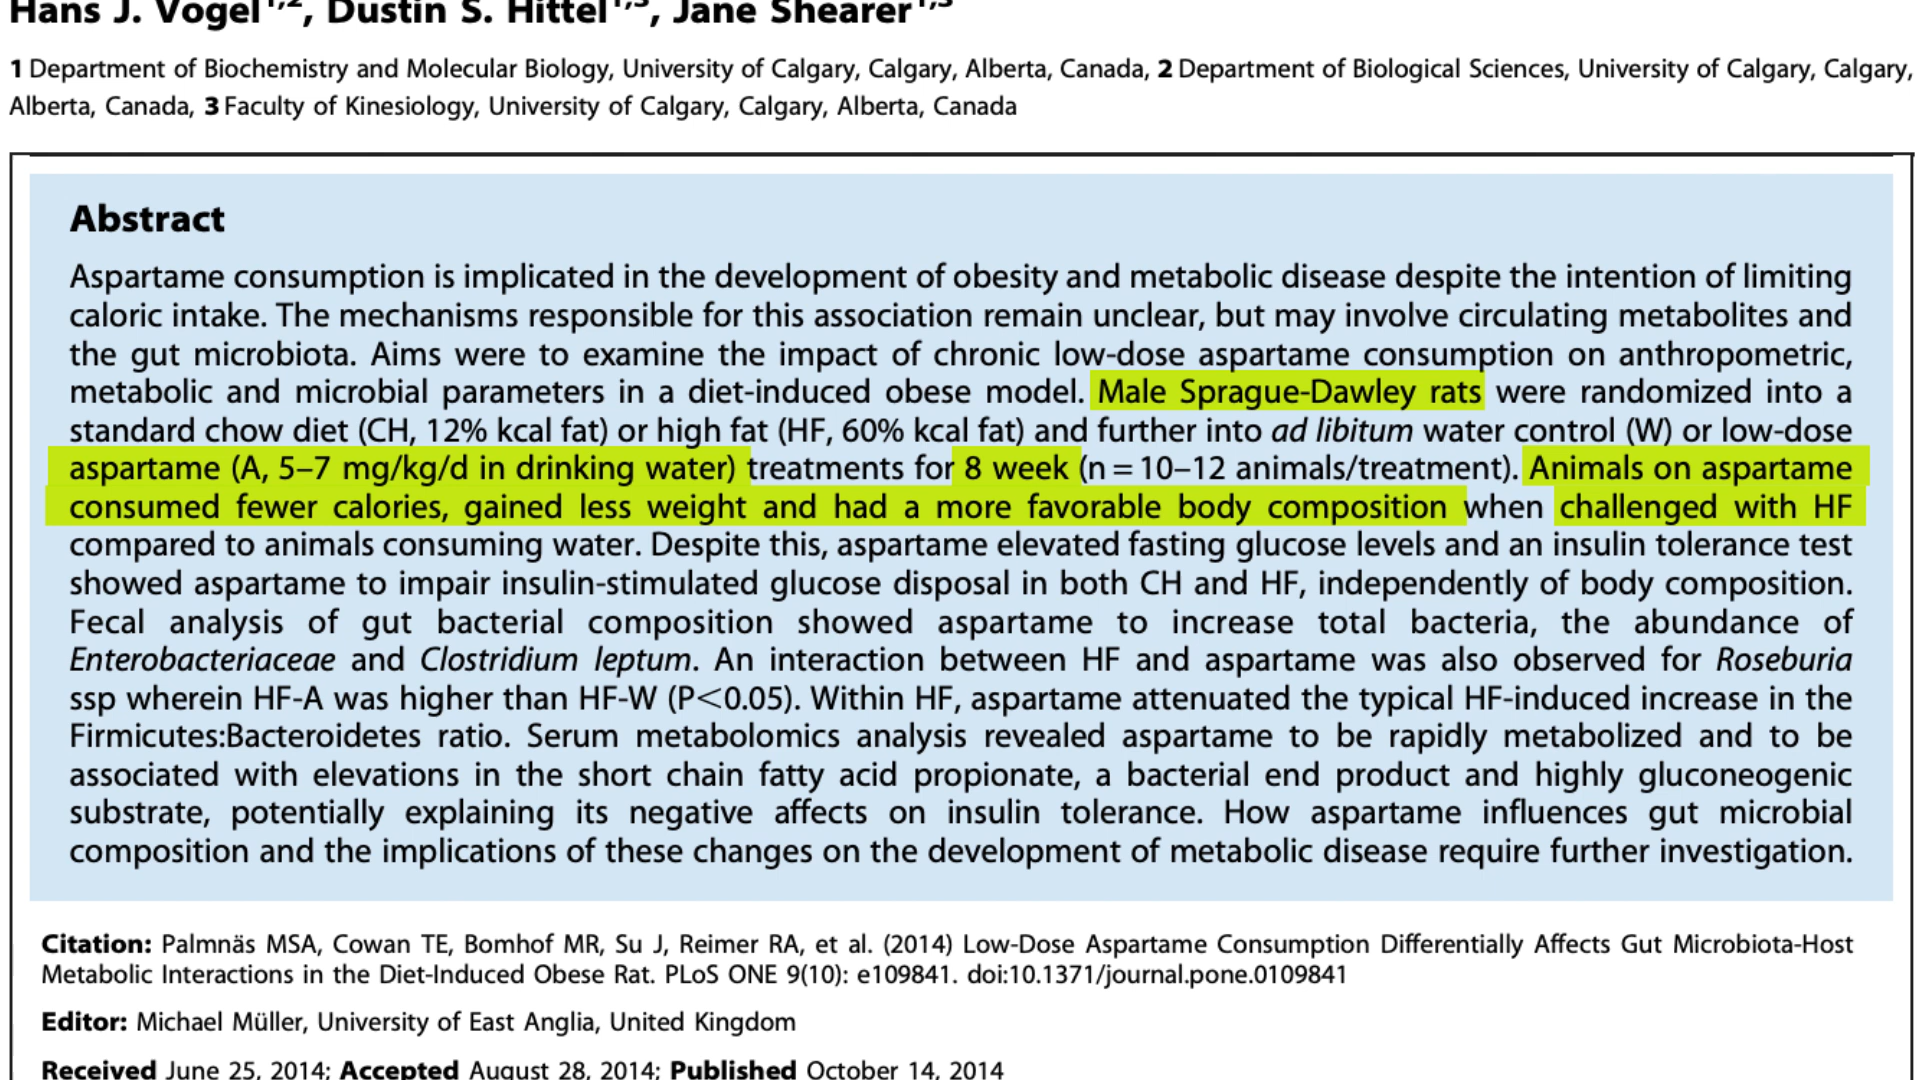 Hans J. Vogel1,2, Dustin S. Hittel1,3, Jane Shearer1,3
1 Department of Biochemistry and Molecular Biology, University of Calgary, Calgary, Alberta, Canada, 2 Department of Biological Sciences, University of Calgary, Calgary,
Alberta, Canada, 3 Faculty of Kinesiology, University of Calgary, Calgary, Alberta, Canada
Abstract
Aspartame consumption is implicated in the development of obesity and metabolic disease despite the intention of limiting
caloric intake. The mechanisms responsible for this association remain unclear, but may involve circulating metabolites and
the gut microbiota. Aims were to examine the impact of chronic low-dose aspartame consumption on anthropometric,
metabolic and microbial parameters in a diet-induced obese model. Male Sprague-Dawley rats were randomized into a
standard chow diet (CH, 12% kcal fat) or high fat (HF, 60% kcal fat) and further into ad libitum water control (W) or low-dose
aspartame (A, 5–7 mg/kg/d in drinking water) treatments for 8 week (n = 10–12 animals/treatment). Animals on aspartame
consumed fewer calories, gained less weight and had a more favorable body composition when challenged with HF
compared to animals consuming water. Despite this, aspartame elevated fasting glucose levels and an insulin tolerance test
showed aspartame to impair insulin-stimulated glucose disposal in both CH and HF, independently of body composition.
Fecal analysis of gut bacterial composition showed aspartame to increase total bacteria, the abundance of
Enterobacteriaceae and Clostridium leptum. An interaction between HF and aspartame was also observed for Roseburia
ssp wherein HF-A was higher than HF-W (P<0.05). Within HF, aspartame attenuated the typical HF-induced increase in the
Firmicutes:Bacteroidetes ratio. Serum metabolomics analysis revealed aspartame to be rapidly metabolized and to be
associated with elevations in the short chain fatty acid propionate, a bacterial end product and highly gluconeogenic
substrate, potentially explaining its negative affects on insulin tolerance. How aspartame influences gut microbial
composition and the implications of these changes on the development of metabolic disease require further investigation.
Citation: Palmnäs MSA, Cowan TE, Bomhof MR, Su J, Reimer RA, et al. (2014) Low-Dose Aspartame Consumption Differentially Affects Gut Microbiota-Host
Metabolic Interactions in the Diet-Induced Obese Rat. PLoS ONE 9(10): e109841. doi:10.1371/journal.pone.0109841
Editor: Michael Müller, University of East Anglia, United Kingdom
Received June 25, 2014; Accepted August 28, 2014; Published October 14, 2014